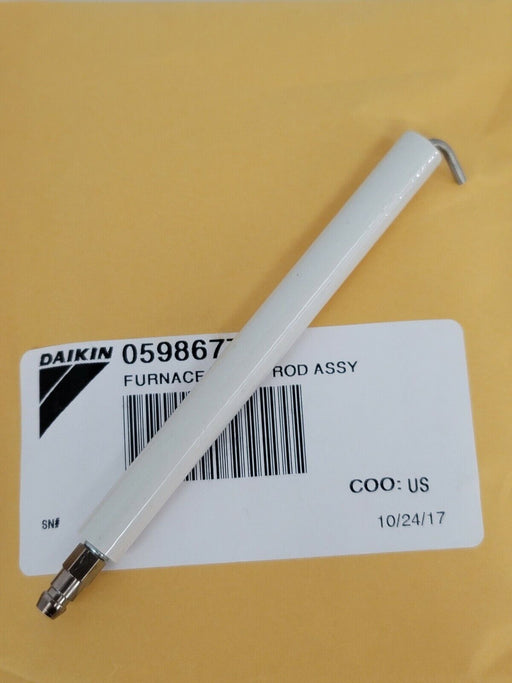 DAIKIN 059867
FURNACE ROD ASSY
COO: US
SN#
10/24/17